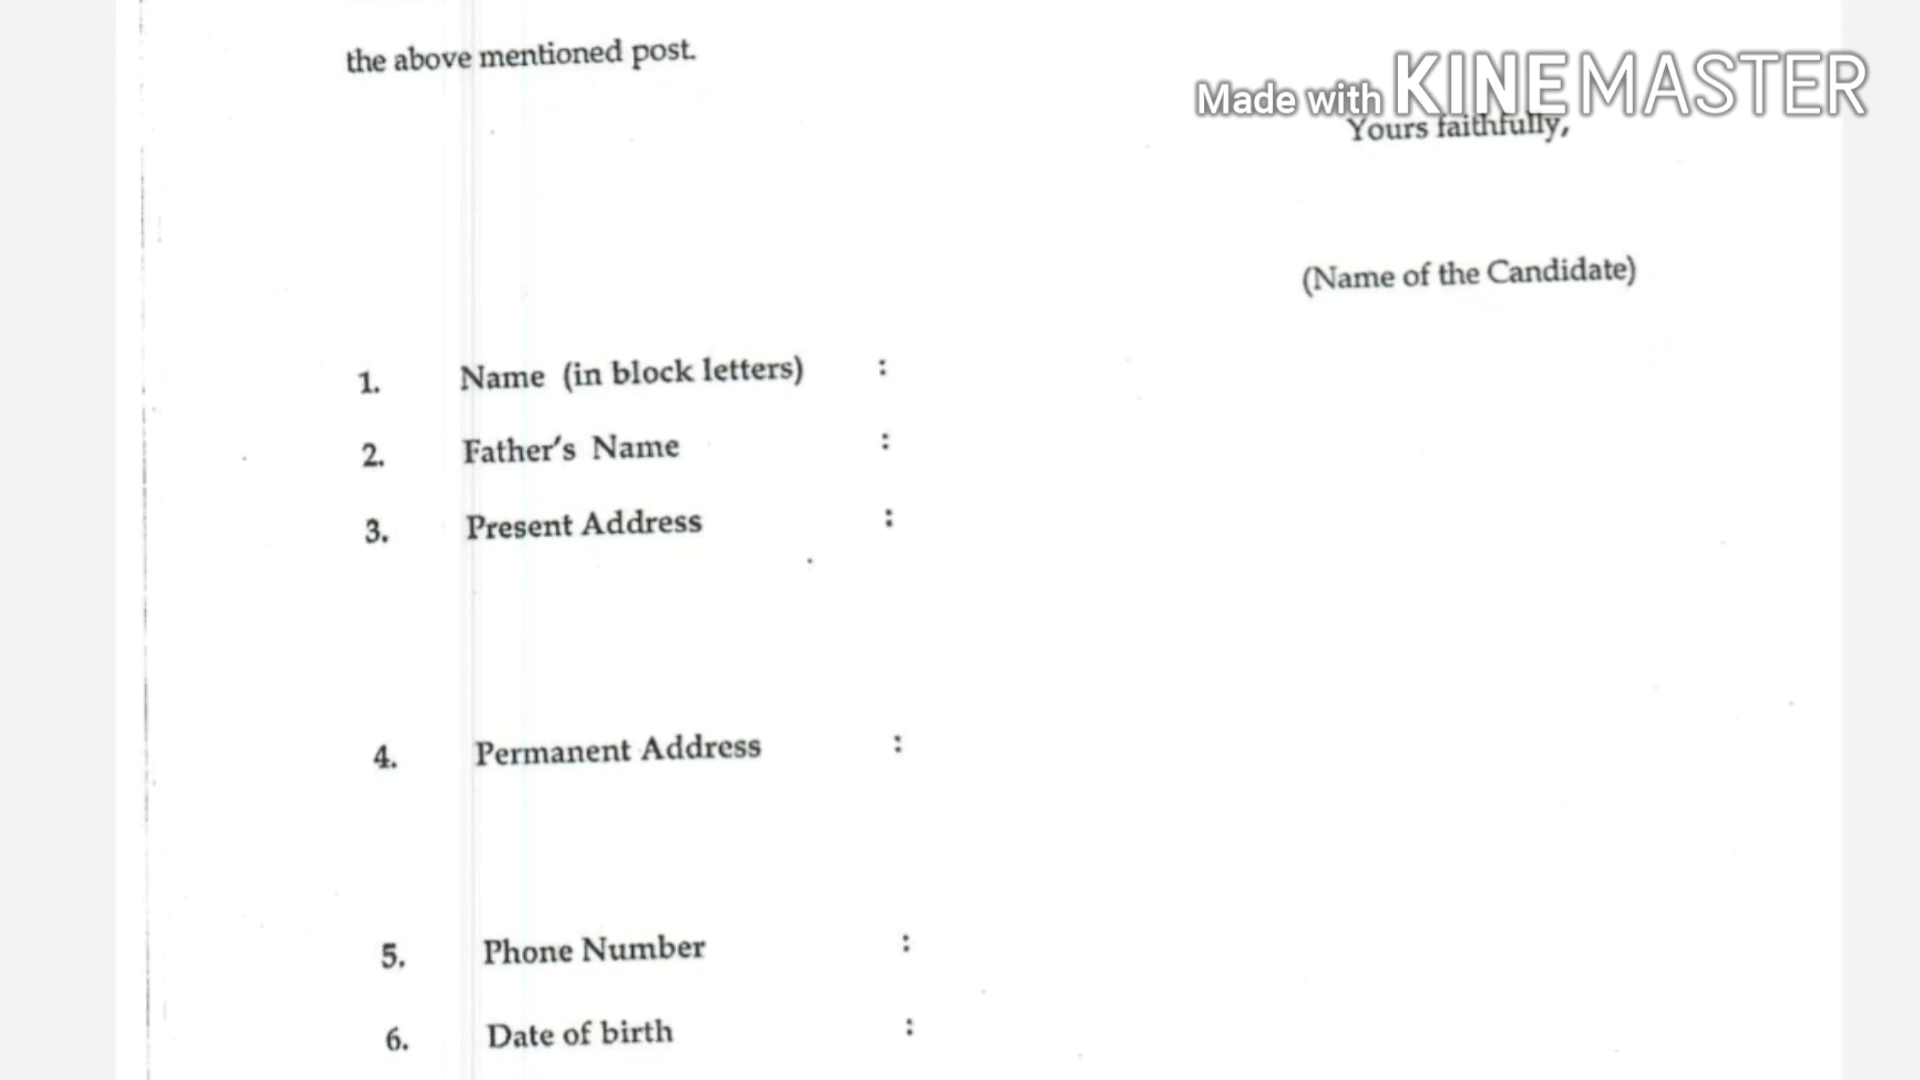 the above mentioned post.
Made with KINEMASTER
Yours faithfully,
(Name of the Candidate)
1. Name (in block letters) :
2. Father's Name :
3. Present Address :
4. Permanent Address :
5. Phone Number :
6. Date of birth :